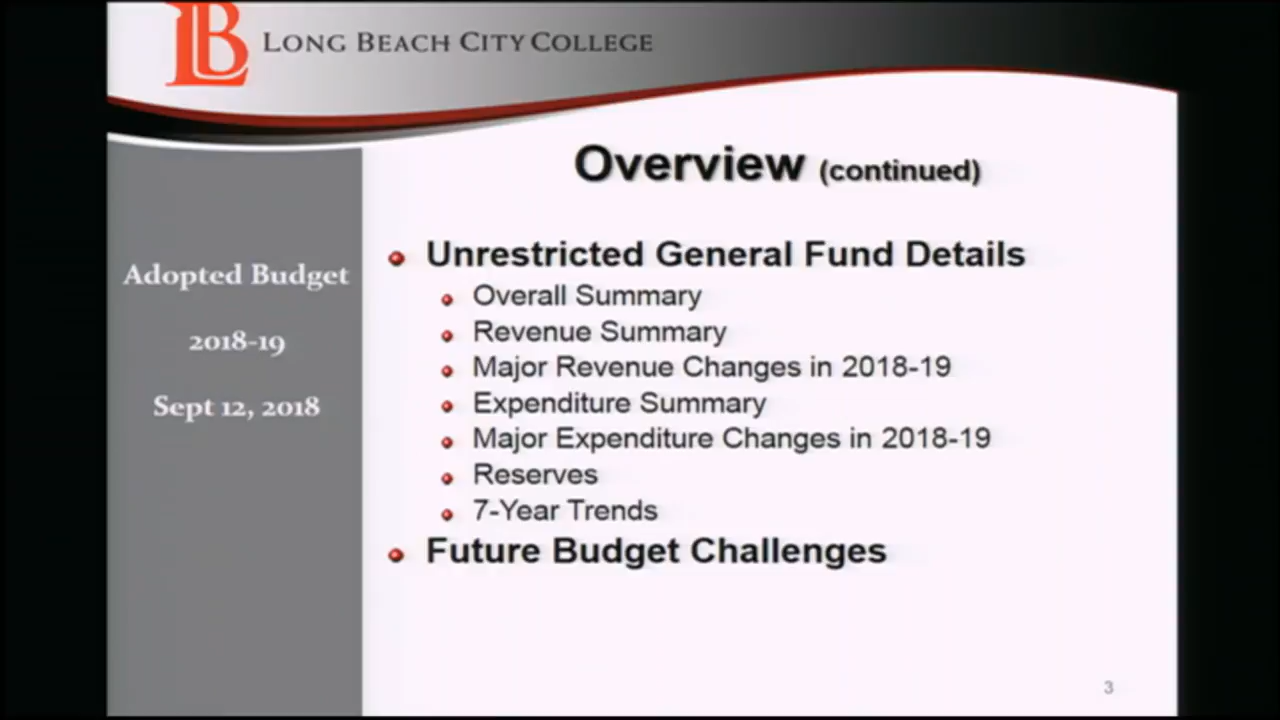 LB
LONG BEACH CITY COLLEGE
Overview (continued)
Adopted Budget
2018-19
Sept 12, 2018
Unrestricted General Fund Details
Overall Summary
Revenue Summary
Major Revenue Changes in 2018-19
Expenditure Summary
Major Expenditure Changes in 2018-19
Reserves
7-Year Trends
Future Budget Challenges
3